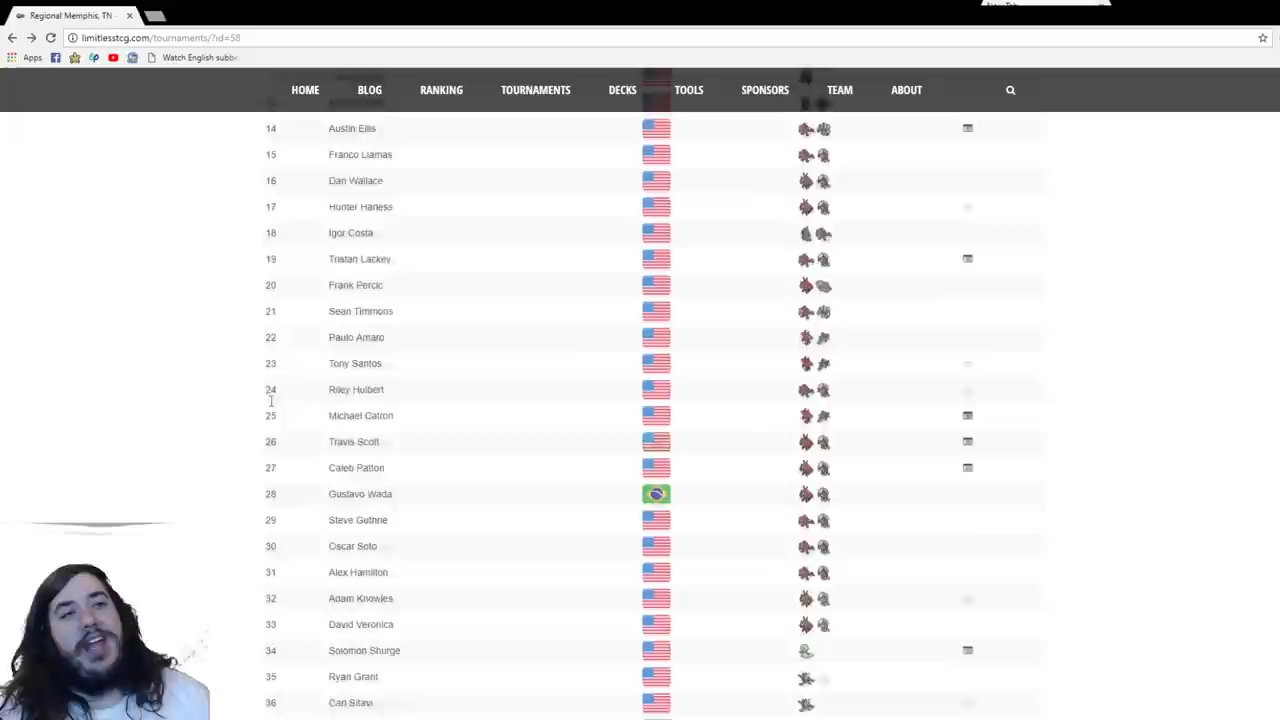 Regional Memphis, TN -
limitlesstcg.com/tournaments/?id=58
Apps
Watch English subbe
HOME BLOG RANKING TOURNAMENTS DECKS TOOLS SPONSORS TEAM ABOUT
14 Austin Ellis
15 Franco Llamas
16 Dan Wallace
17 Hunter Harless
18 Igor Costa
19 Tristan Lackey
20 Frank Percic
21 Sean Timmons
22 Paulo Amaro
23 Tony Santos
24 Riley Hulbert
25 Michael Catron
26 Travis Scott
27 Caleb Patton
28 Gustavo Wada
29 Steve Guthrie
30 Oscar Soto
31 Alex Hamilton
32 Adam Knowles
33 David Veronica
34 Solomon Shurge
35 Ryan Grant
36 Carl Sitavi